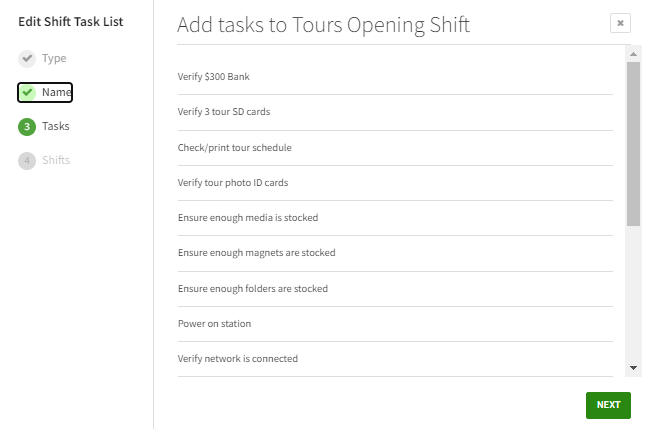 Edit Shift Task List
Type
Name
3 Tasks
4 Shifts
Add tasks to Tours Opening Shift
Verify $300 Bank
Verify 3 tour SD cards
Check/print tour schedule
Verify tour photo ID cards
Ensure enough media is stocked
Ensure enough magnets are stocked
Ensure enough folders are stocked
Power on station
Verify network is connected
NEXT